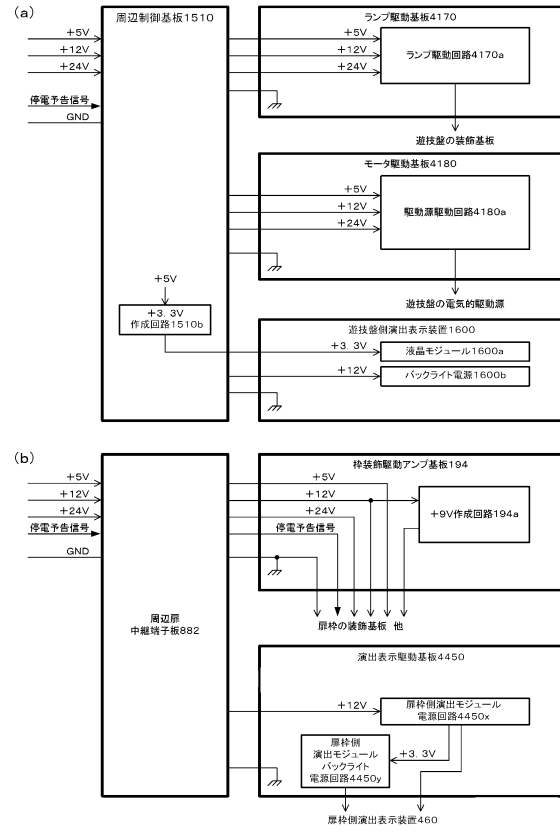 (a)
周辺制御基板1510
+5V
+12V
+24V
停電予告信号
GND
ランプ駆動基板4170
+5V
+12V
+24V
ランプ駆動回路4170a
遊技盤の装飾基板
モータ駆動基板4180
+5V
+12V
+24V
駆動源駆動回路4180a
遊技盤の電気的駆動源
+5V
+3.3V
作成回路1510b
遊技盤側演出表示装置1600
+3.3V
液晶モジュール1600a
+12V
バックライト電源1600b
(b)
+5V
+12V
+24V
停電予告信号
GND
周辺扉
中継端子板882
枠装飾駆動アンプ基板194
+5V
+12V
+24V
停電予告信号
+9V作成回路194a
扉枠の装飾基板 他
演出表示駆動基板4450
+12V
扉枠側演出モジュール
電源回路4450x
+3.3V
扉枠側
演出モジュール
バックライト
電源回路4450y
扉枠側演出表示装置460